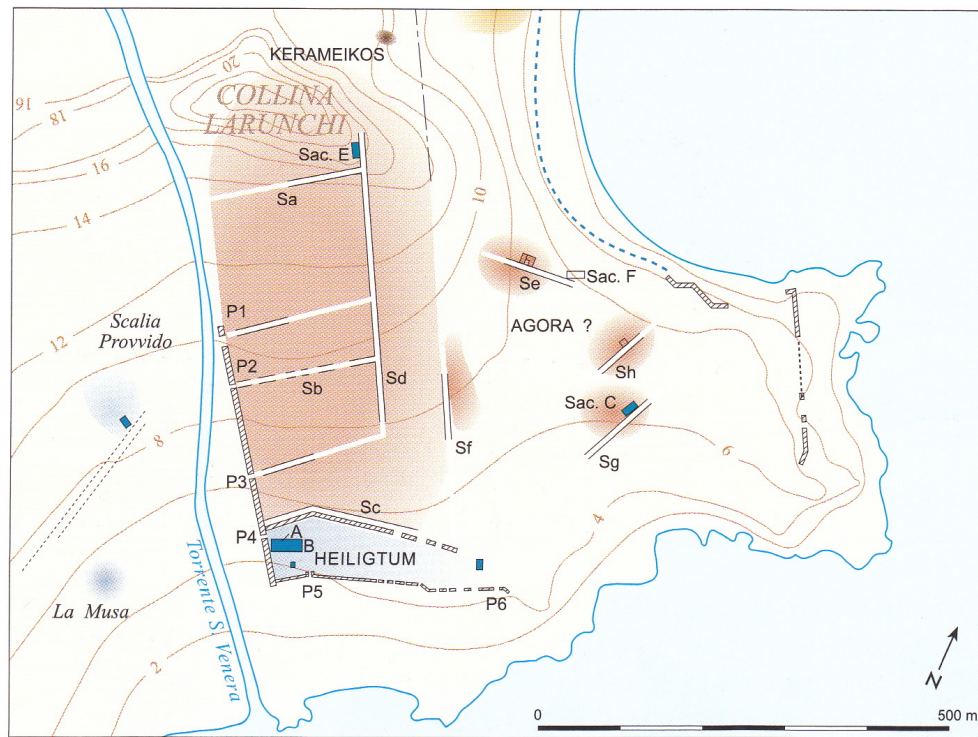 KERAMEIKOS
20
COLLINA
LARUNCHI
16
18
Sac. E
16
Sa
14
10
h
Se
Sac. F
P1
AGORA ?
Scalia
Provvido
12
P2
Sb
Sd
Sh
Sac. C
8
Sf
Sg
6
P3
Sc
4
P4
A
B
HEILIGTUM
P5
P6
La Musa
Torrente S. Venera
2
N
0
500 m